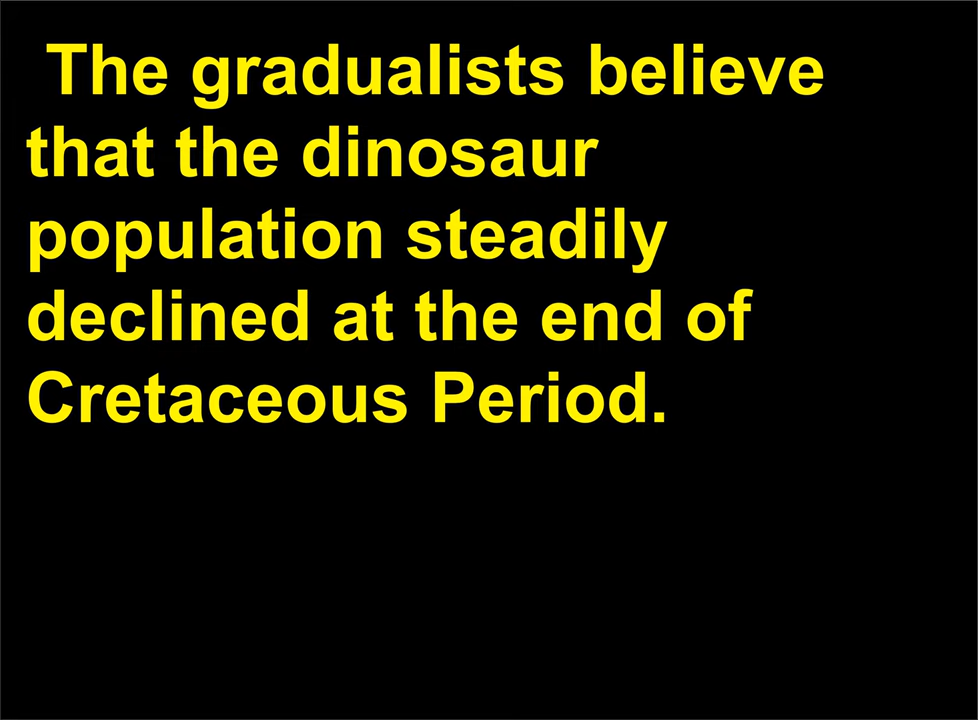 The gradualists believe
that the dinosaur
population steadily
declined at the end of
Cretaceous Period.